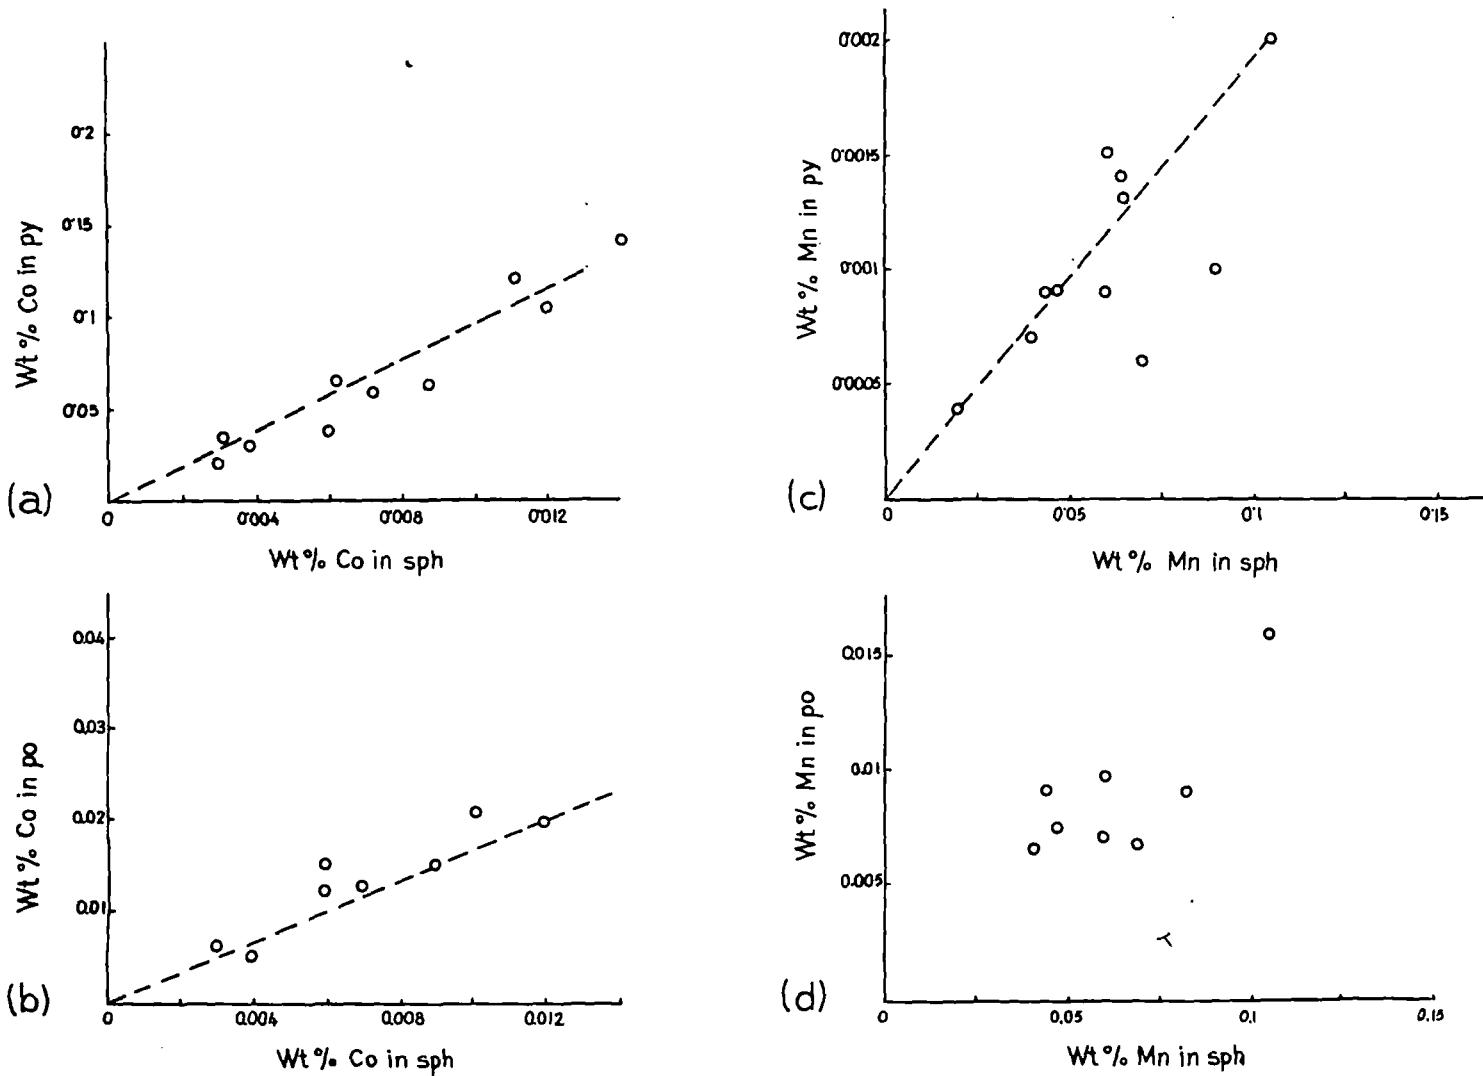 0.2
0.15
0.1
0.05
Wt % Co in py
(a)
0
0.004
0.008
0.012
Wt % Co in sph
0.04
0.03
0.02
0.01
Wt % Co in po
(b)
0
0.004
0.008
0.012
Wt % Co in sph
0.002
0.0015
0.001
0.0005
Wt % Mn in py
(c)
0
0.05
0.1
0.15
Wt % Mn in sph
0.015
0.01
0.005
Wt % Mn in po
(d)
0
0.05
0.1
0.15
Wt % Mn in sph